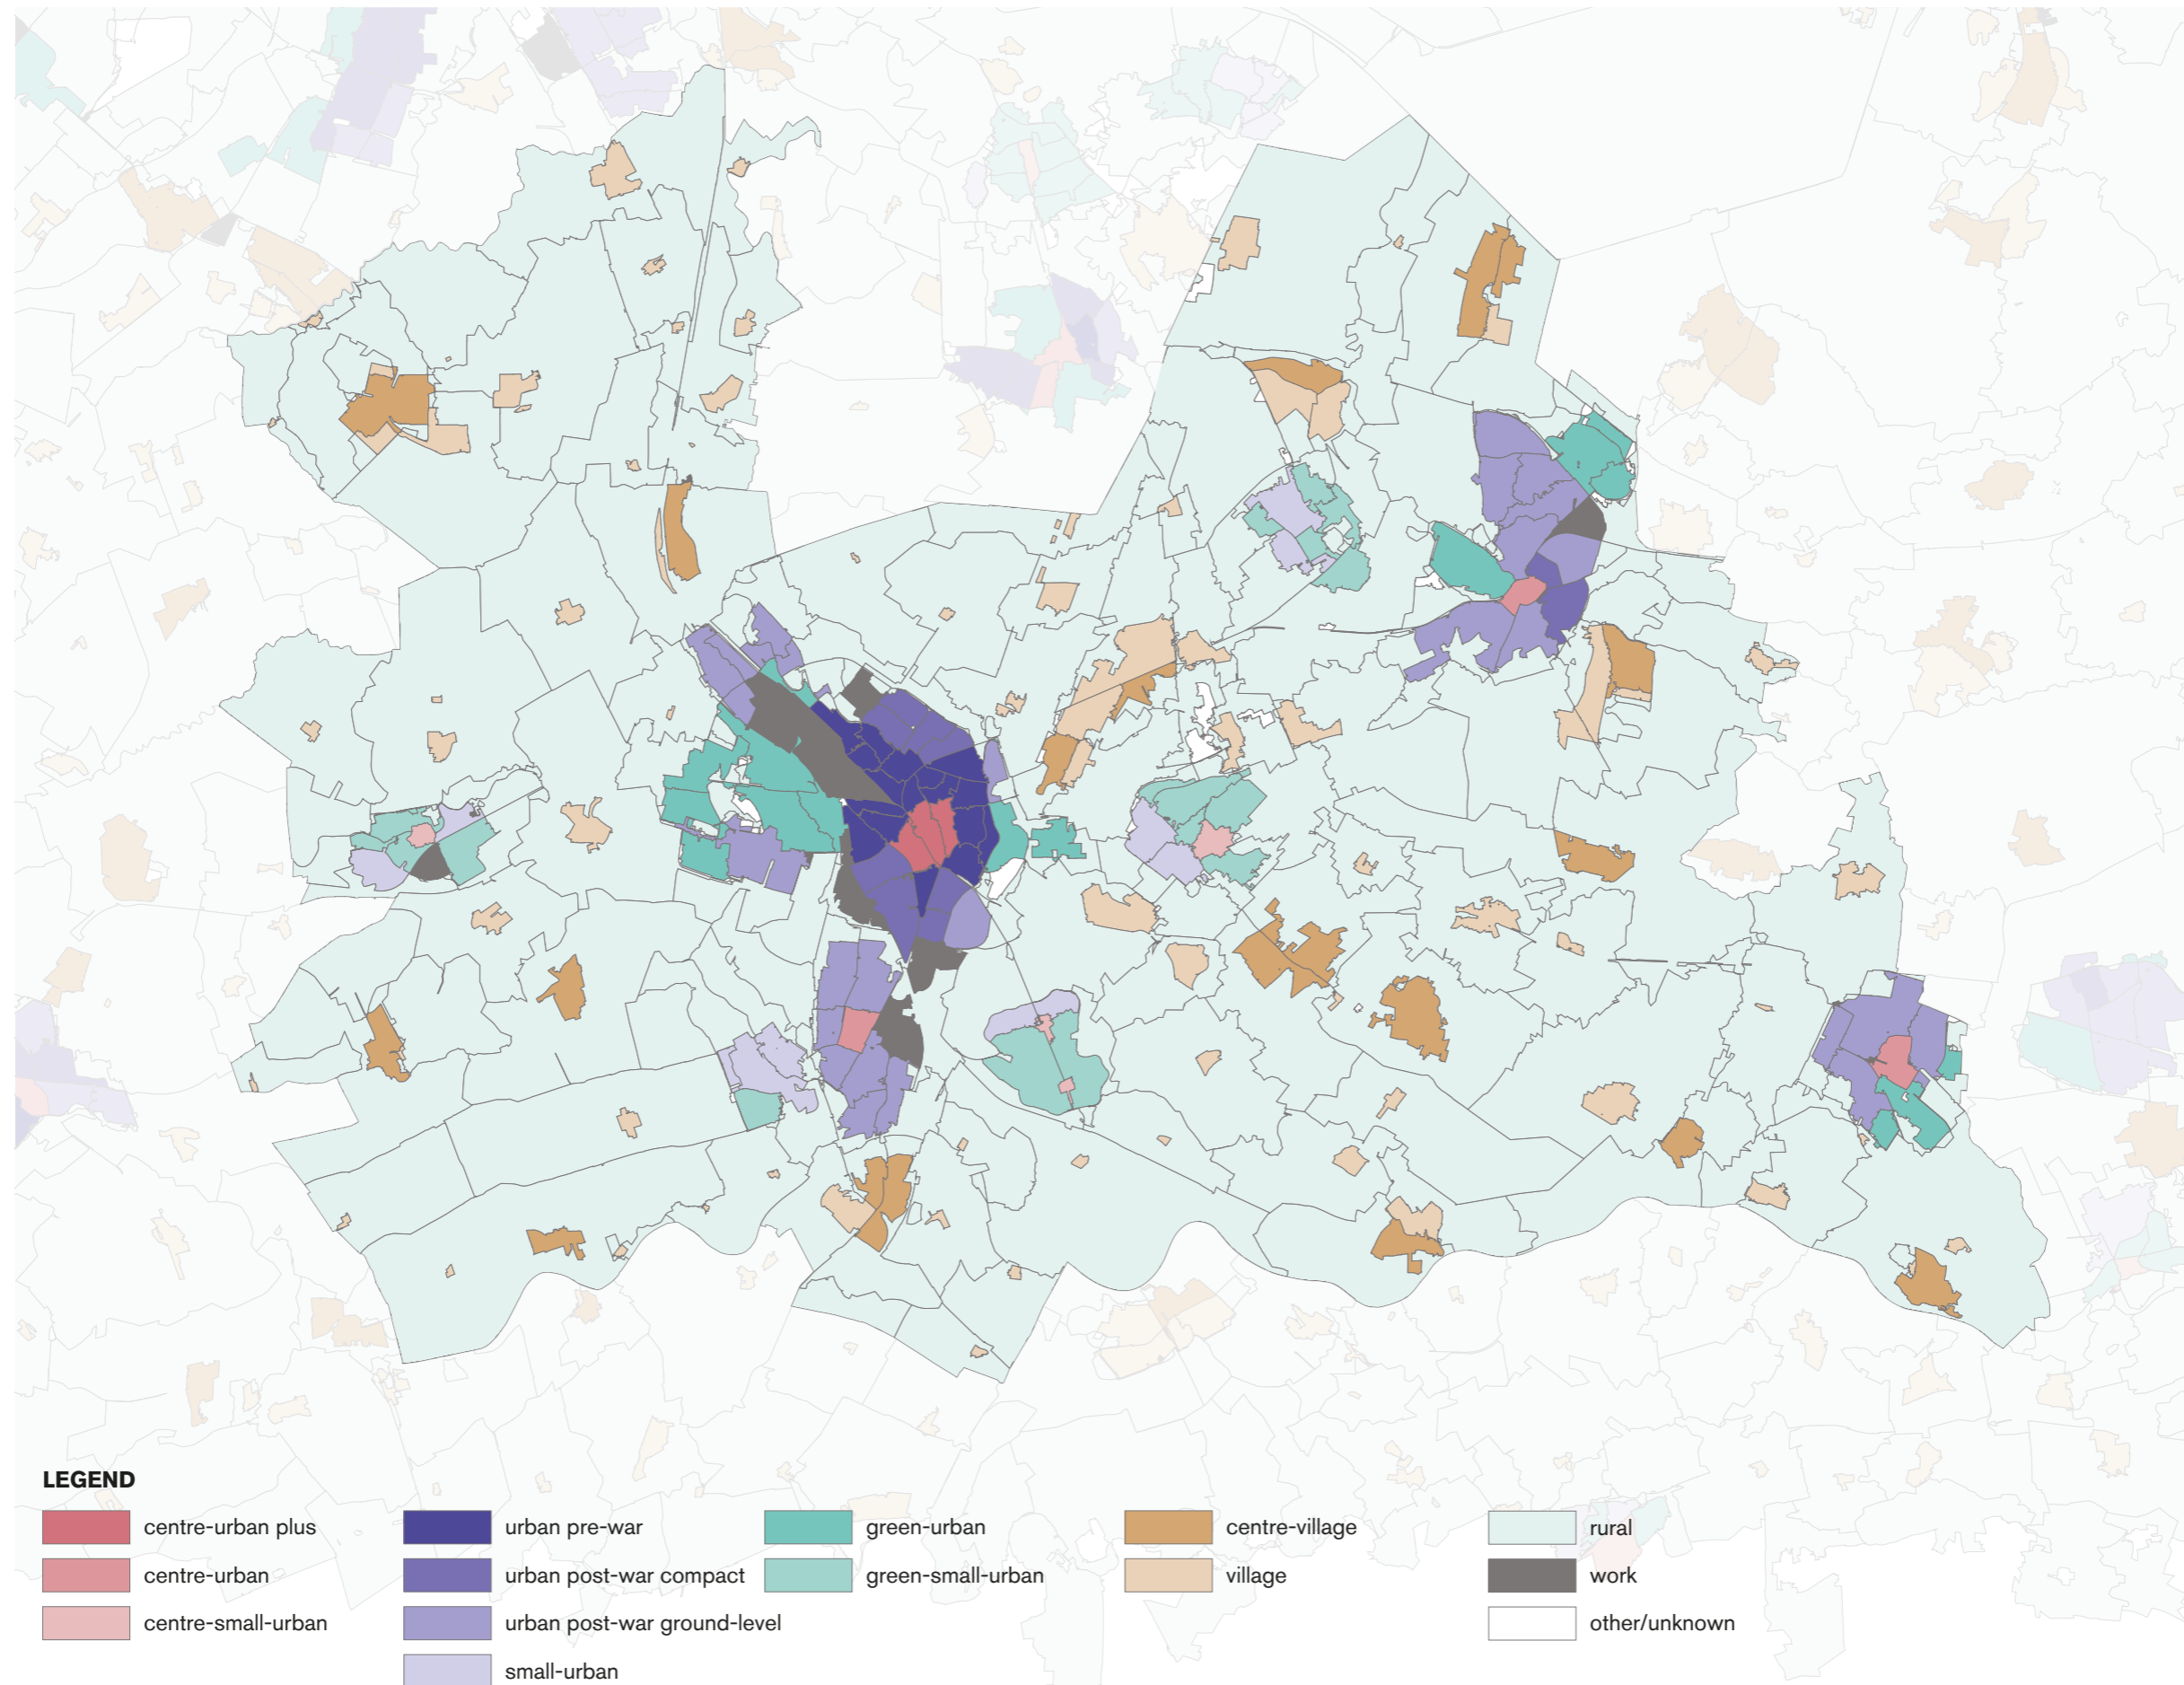 LEGEND
centre-urban plus
centre-urban
centre-small-urban
urban pre-war
urban post-war compact
urban post-war ground-level
small-urban
green-urban
green-small-urban
centre-village
village
rural
work
other/unknown